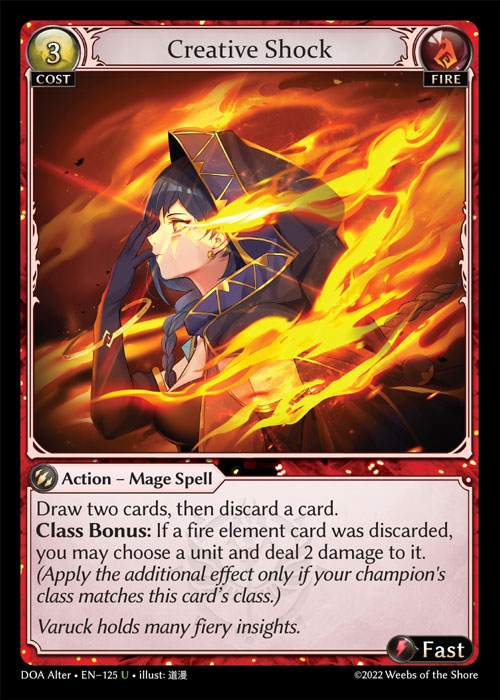 3
Creative Shock
COST
FIRE
Action – Mage Spell
Draw two cards, then discard a card.
Class Bonus: If a fire element card was discarded,
you may choose a unit and deal 2 damage to it.
(Apply the additional effect only if your champion's
class matches this card's class.)
Varuck holds many fiery insights.
Fast
DOA Alter • EN–125 U • illust: 道漫
©2022 Weebs of the Shore